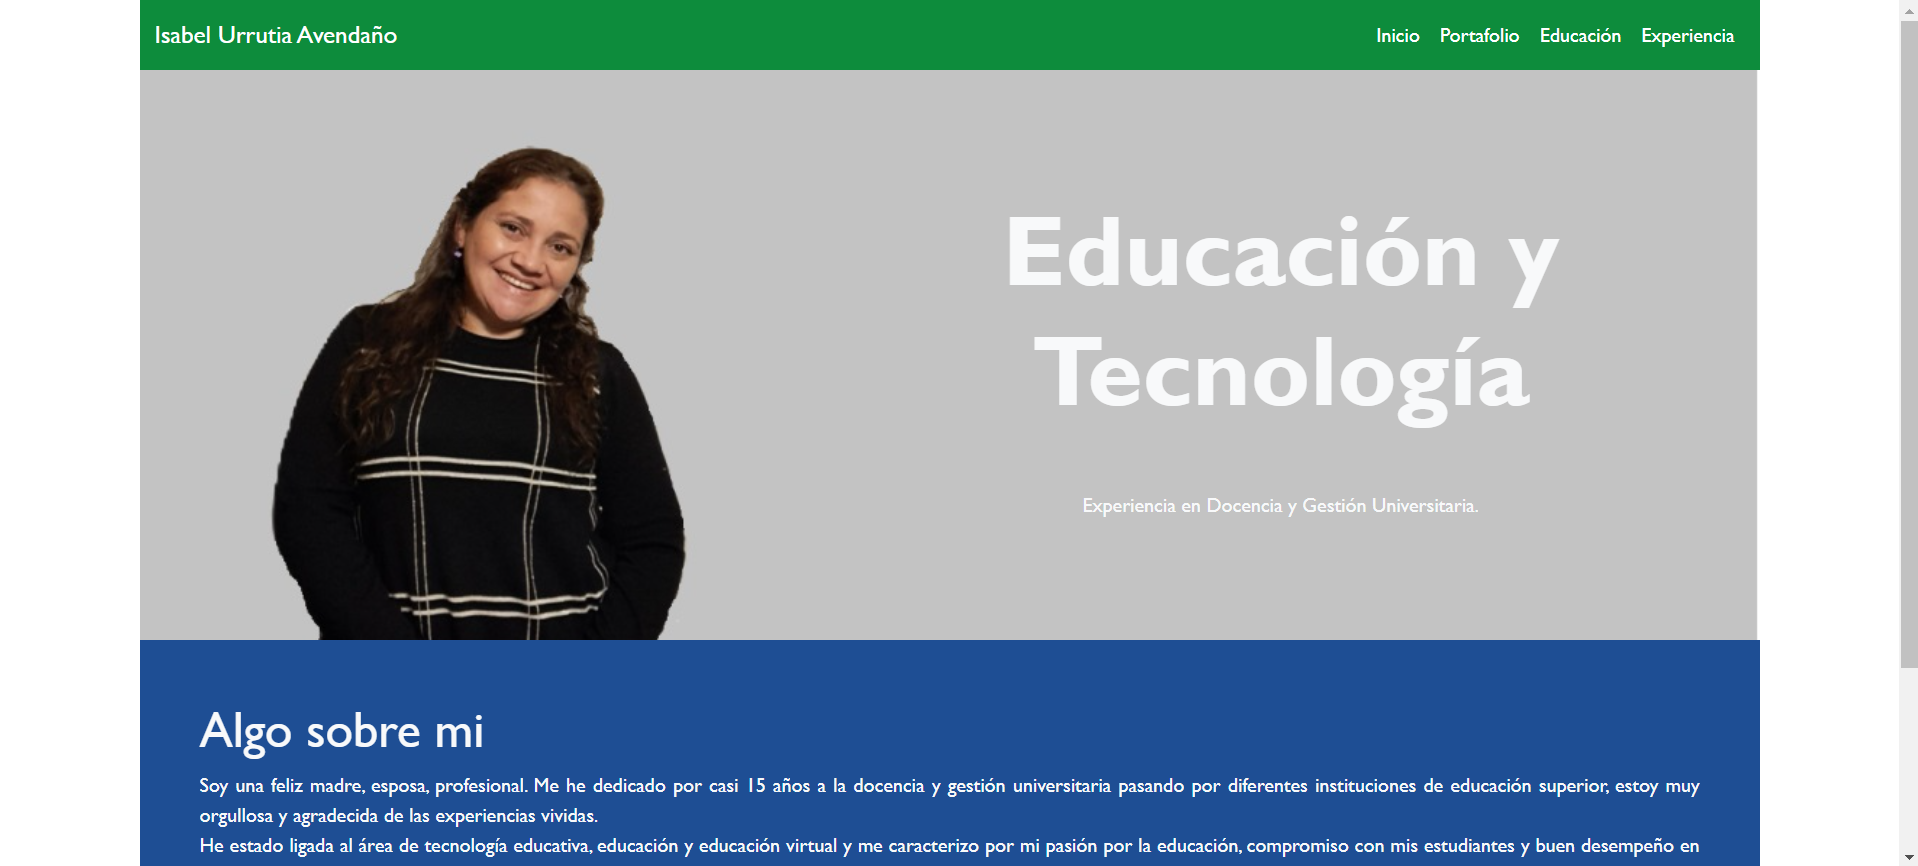 Isabel Urrutia Avendaño
Inicio Portafolio Educación Experiencia
Educación y
Tecnología
Experiencia en Docencia y Gestión Universitaria.
Algo sobre mi
Soy una feliz madre, esposa, profesional. Me he dedicado por casi 15 años a la docencia y gestión universitaria pasando por diferentes instituciones de educación superior, estoy muy
orgullosa y agradecida de las experiencias vividas.
He estado ligada al área de tecnología educativa, educación y educación virtual y me caracterizo por mi pasión por la educación, compromiso con mis estudiantes y buen desempeño en